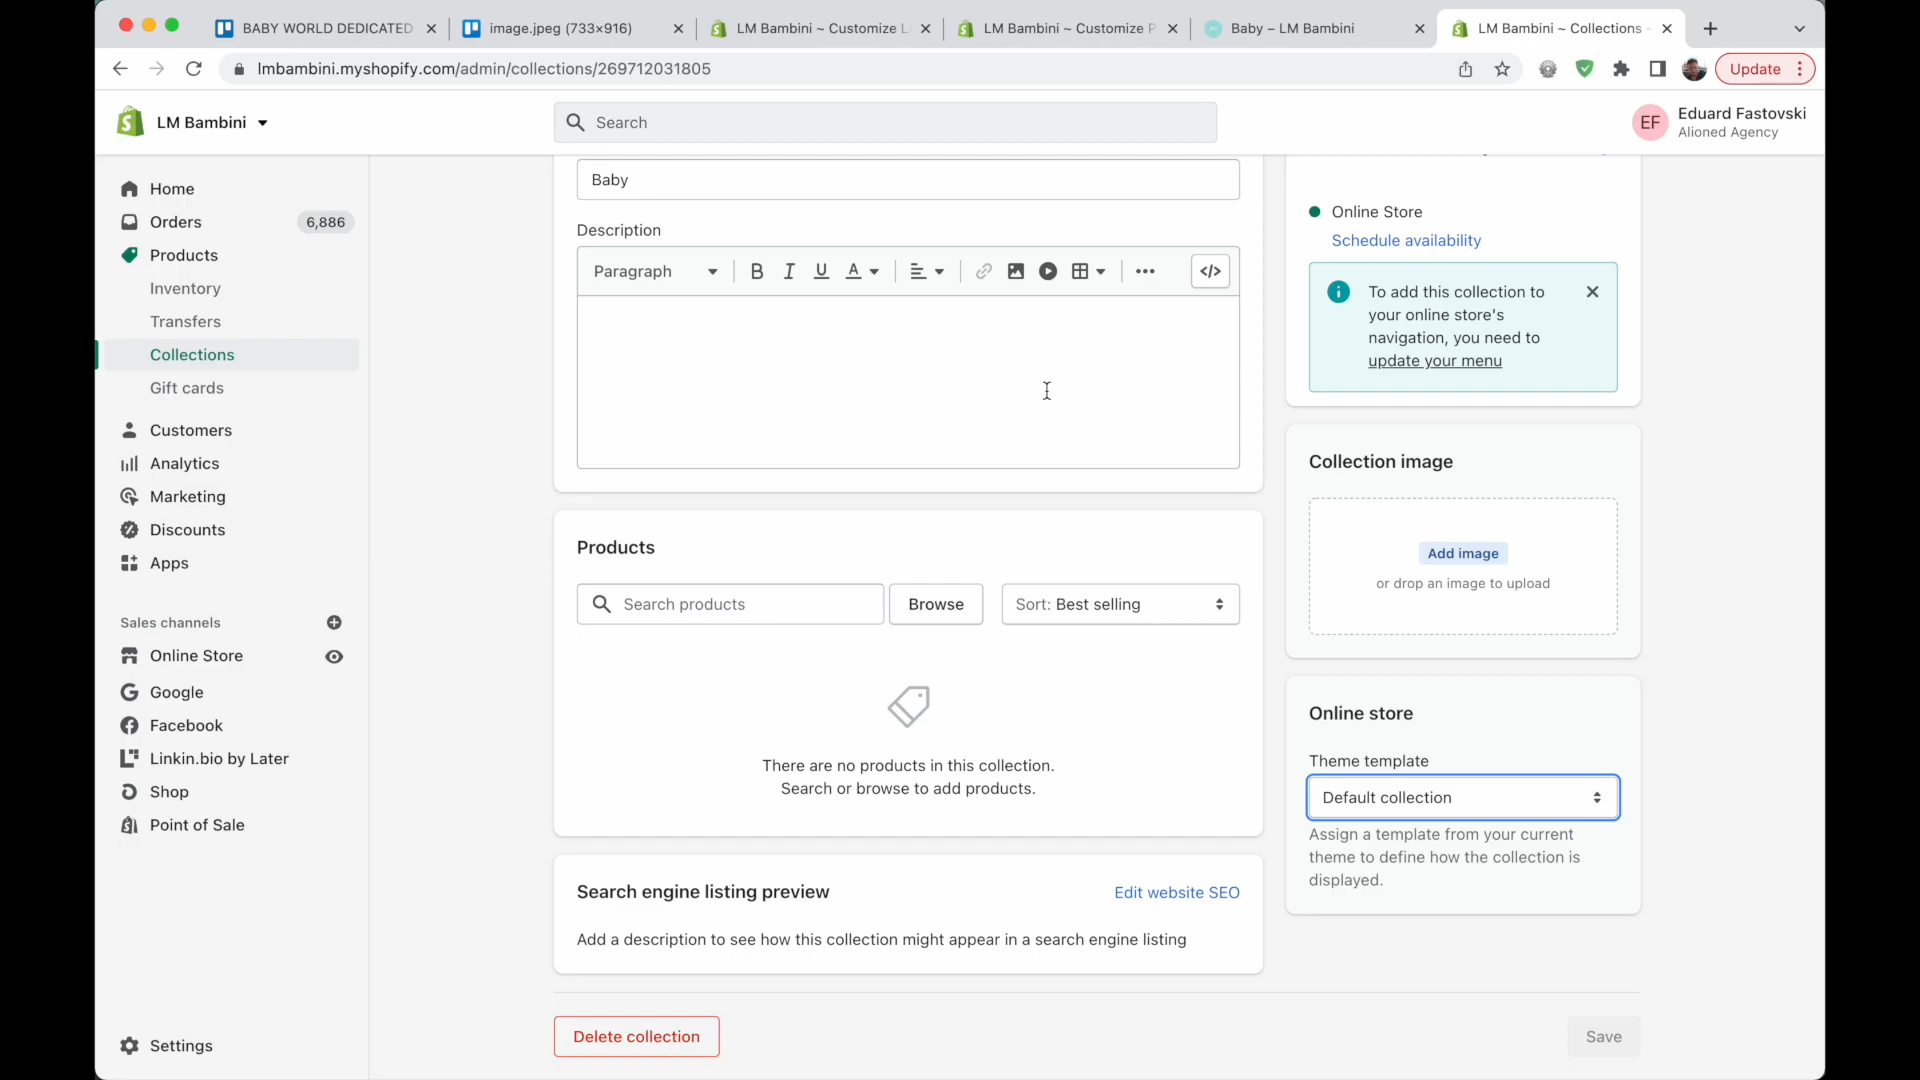 BABY WORLD DEDICATED
image.jpeg (733×916)
LM Bambini ~ Customize
LM Bambini ~ Customize
Baby – LM Bambini
LM Bambini ~ Collections
lmbambini.myshopify.com/admin/collections/269712031805
Update
LM Bambini
Search
EF
Eduard Fastovski
Alioned Agency
Home
Orders
6,886
Products
Inventory
Transfers
Collections
Gift cards
Customers
Analytics
Marketing
Discounts
Apps
Sales channels
Online Store
Google
Facebook
Linkin.bio by Later
Shop
Point of Sale
Settings
Baby
Description
Paragraph
B I U A
</>
Products
Search products
Browse
Sort: Best selling
There are no products in this collection.
Search or browse to add products.
Search engine listing preview
Edit website SEO
Add a description to see how this collection might appear in a search engine listing
Delete collection
Save
Online Store
Schedule availability
To add this collection to
your online store's
navigation, you need to
update your menu
Collection image
Add image
or drop an image to upload
Online store
Theme template
Default collection
Assign a template from your current
theme to define how the collection is
displayed.